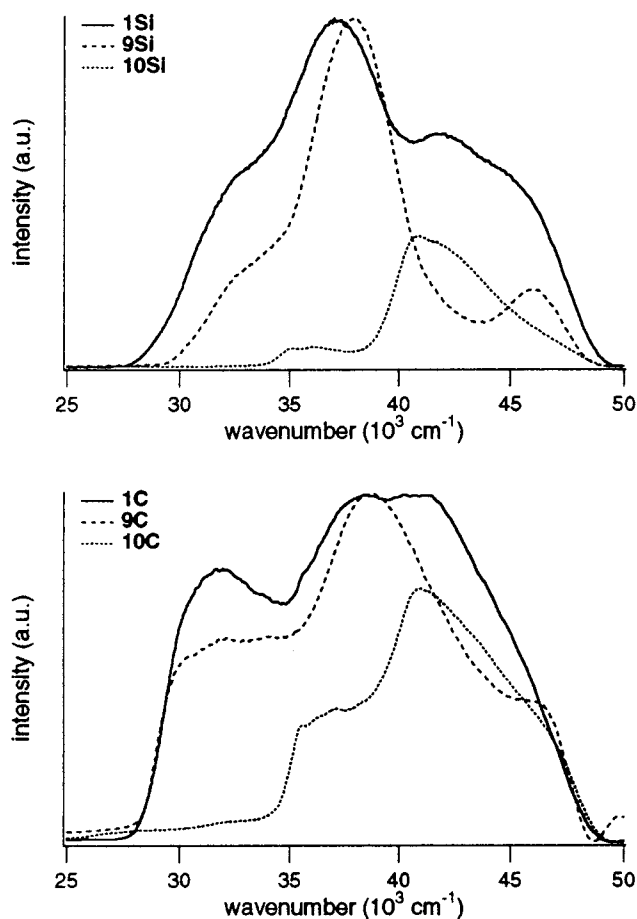 1Si
9Si
10Si
intensity (a.u.)
25 30 35 40 45 50
wavenumber (10³ cm⁻¹)
1C
9C
10C
intensity (a.u.)
25 30 35 40 45 50
wavenumber (10³ cm⁻¹)